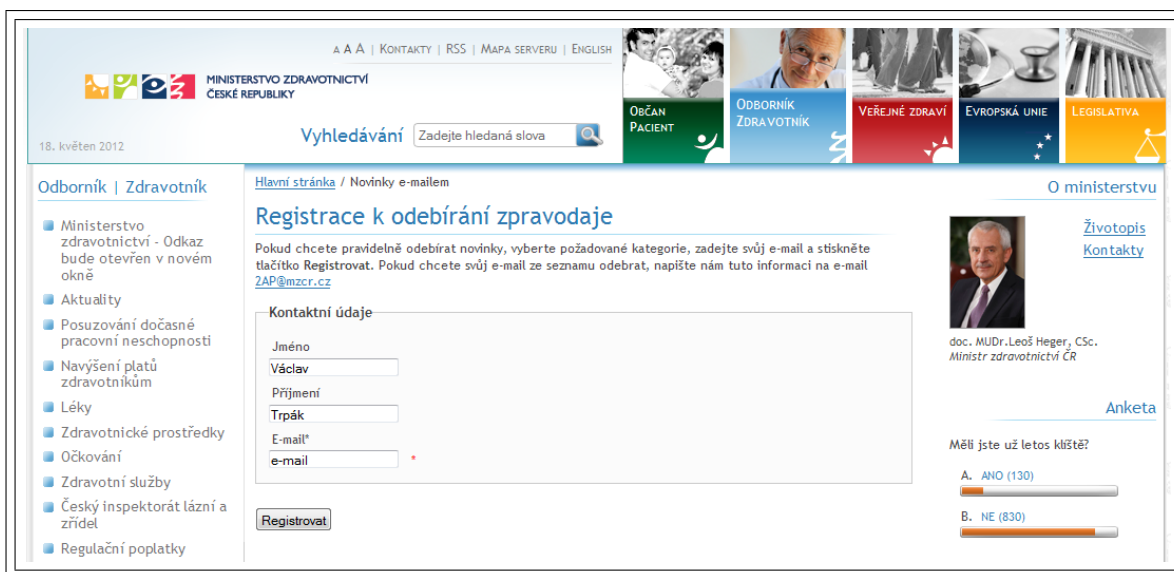 A A A | KONTAKTY | RSS | MAPA SERVERU | ENGLISH
MINISTERSTVO ZDRAVOTNICTVÍ
ČESKÉ REPUBLIKY
OBČAN
PACIENT
ODBORNÍK
ZDRAVOTNÍK
VEŘEJNÉ ZDRAVÍ
EVROPSKÁ UNIE
LEGISLATIVA
18. květen 2012
Vyhledávání Zadejte hledaná slova
Odborník | Zdravotník
Ministerstvo
zdravotnictví - Odkaz
bude otevřen v novém
okně
Aktuality
Posuzování dočasné
pracovní neschopnosti
Navýšení platů
zdravotníkům
Léky
Zdravotnické prostředky
Očkování
Zdravotní služby
Český inspektorát lázní a
zřídel
Regulační poplatky
Hlavní stránka / Novinky e-mailem
Registrace k odebírání zpravodaje
Pokud chcete pravidelně odebírat novinky, vyberte požadované kategorie, zadejte svůj e-mail a stiskněte
tlačítko Registrovat. Pokud chcete svůj e-mail ze seznamu odebrat, napište nám tuto informaci na e-mail
2AP@mzcr.cz
Kontaktní údaje
Jméno
Václav
Příjmení
Trpák
E-mail*
e-mail *
Registrovat
O ministerstvu
Životopis
Kontakty
doc. MUDr.Leoš Heger, CSc.
Ministr zdravotnictví ČR
Anketa
Měli jste už letos klíště?
A. ANO (130)
B. NE (830)